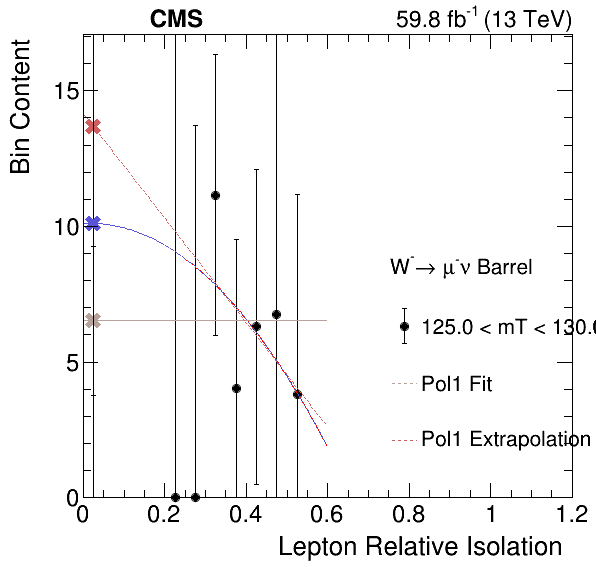 CMS
59.8 fb⁻¹ (13 TeV)
Bin Content
15
10
5
0
W⁻→ μ⁻ν Barrel
125.0 < mT < 130.0
Pol1 Fit
Pol1 Extrapolation
0 0.2 0.4 0.6 0.8 1 1.2
Lepton Relative Isolation